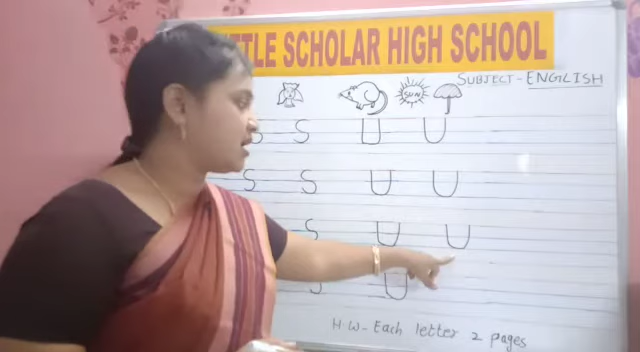 TTLE SCHOLAR HIGH SCHOOL
SUBJECT - ENGLISH
SUN
S S U U
S S U U
S U U
S U
H.W - Each letter 2 pages